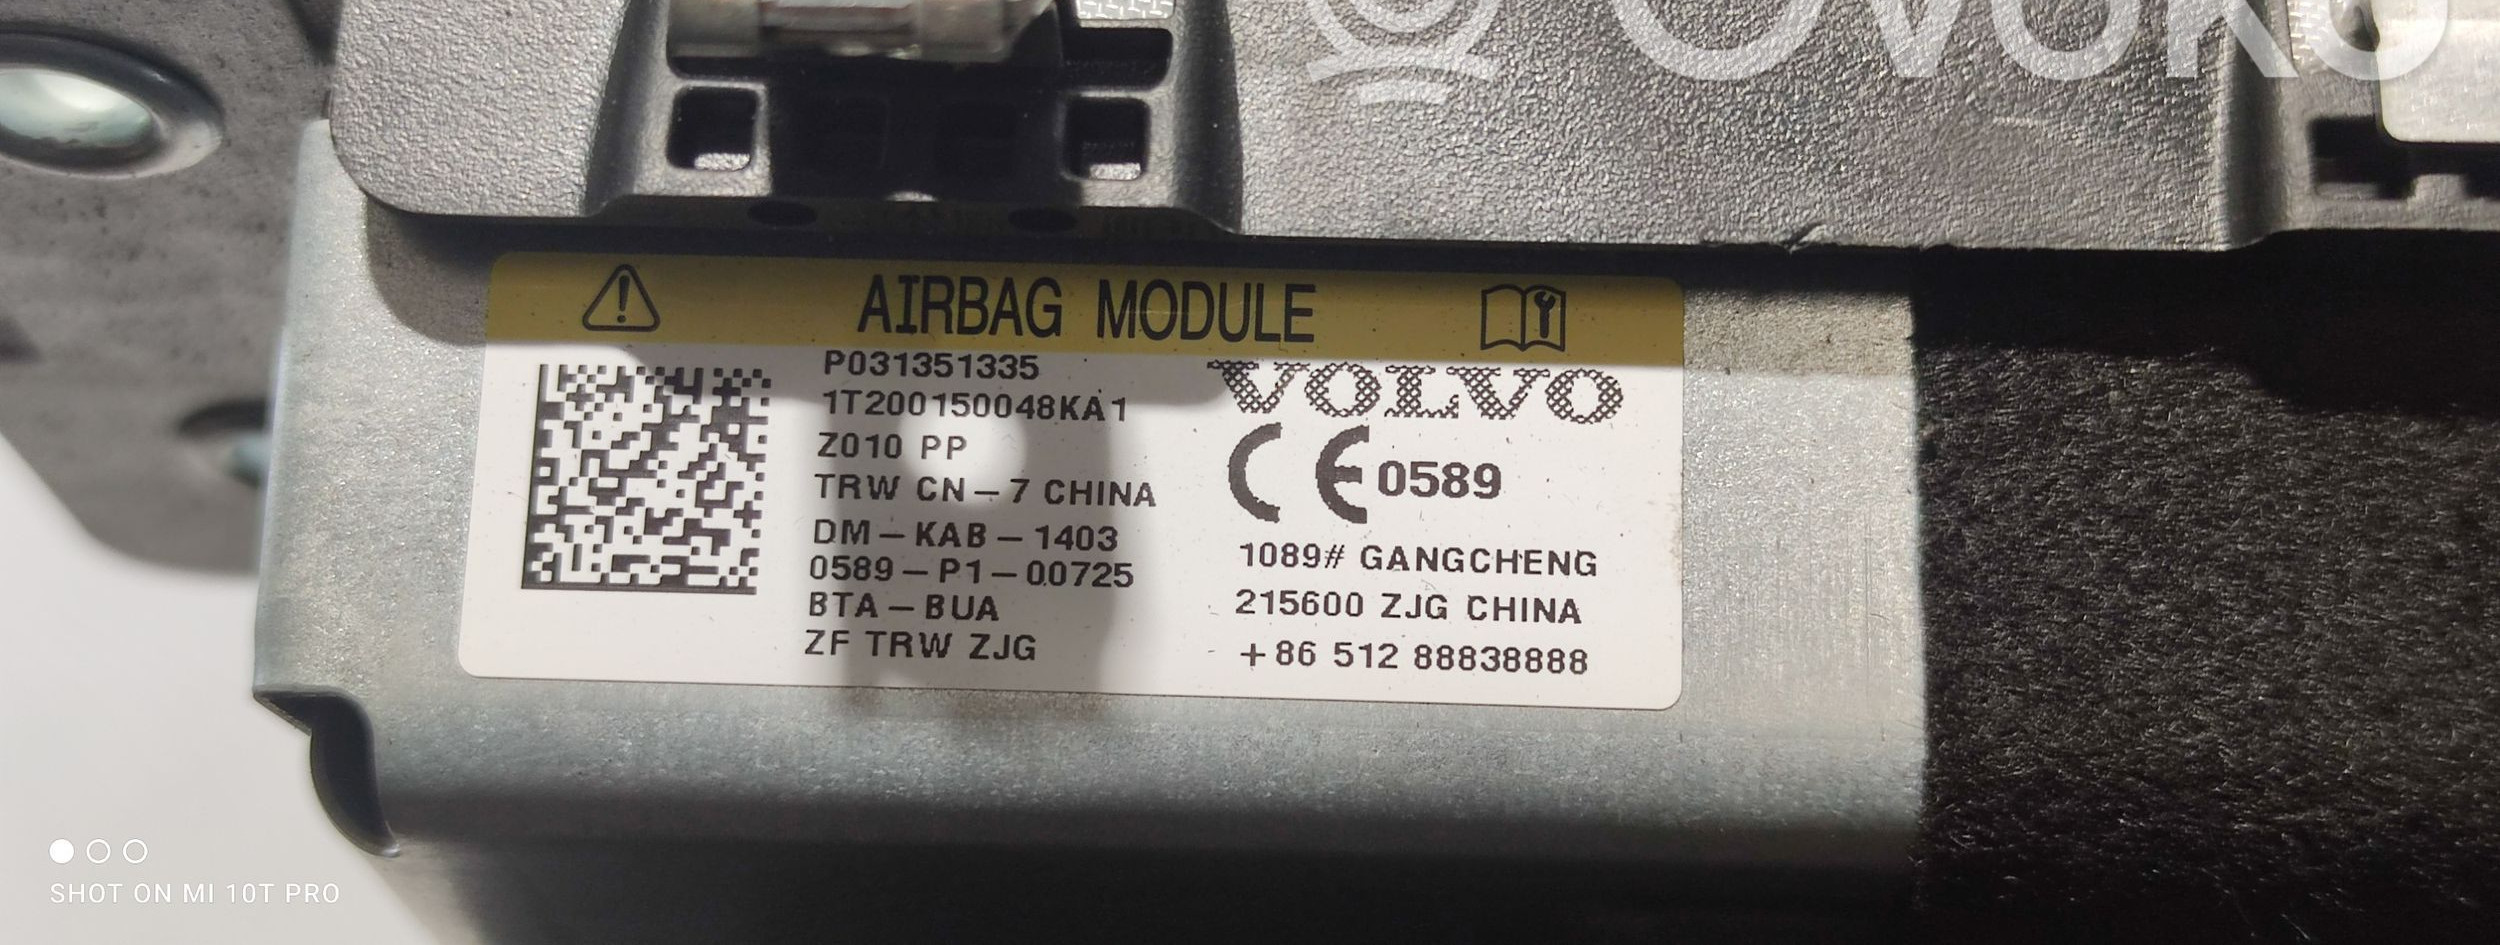 OVOKO
AIRBAG MODULE
P031351335
1T200150048KA1
Z010 PP
TRW CN-7 CHINA
DM-KAB-1403
0589-P1-00725
BTA-BUA
ZF TRW ZJG
VOLVO
CE 0589
1089# GANGCHENG
215600 ZJG CHINA
+86 512 88838888
SHOT ON MI 10T PRO